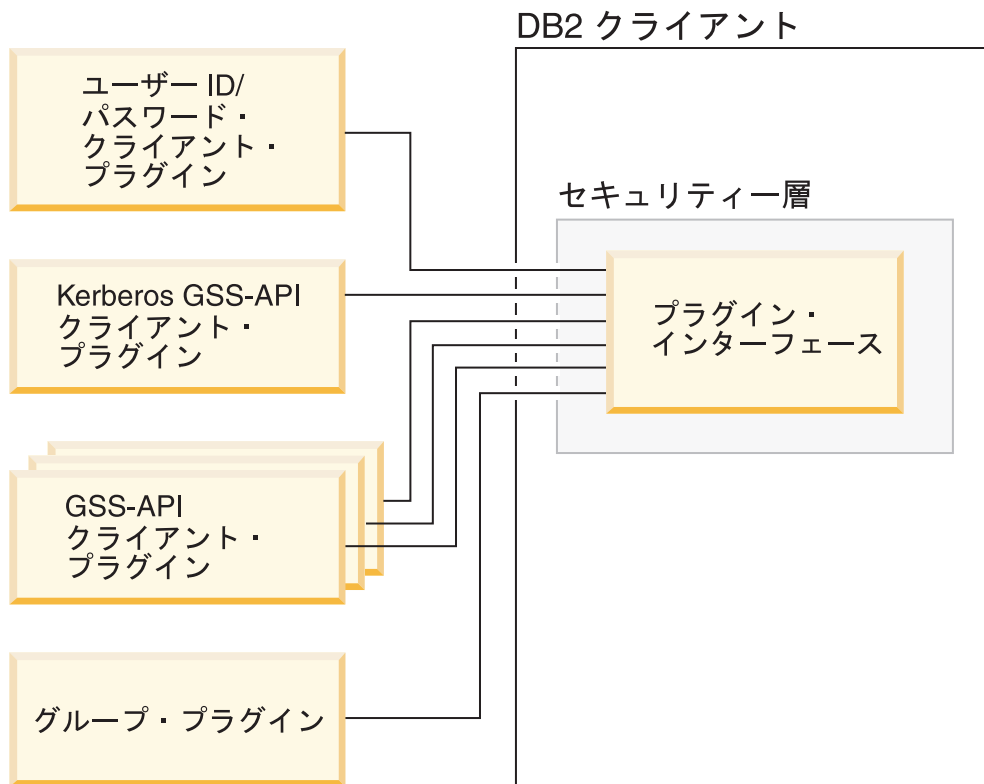 DB2 クライアント
ユーザー ID/
パスワード・
クライアント・
プラグイン
セキュリティー層
Kerberos GSS-API
クライアント・
プラグイン
プラグイン・
インターフェース
GSS-API
クライアント・
プラグイン
グループ・プラグイン